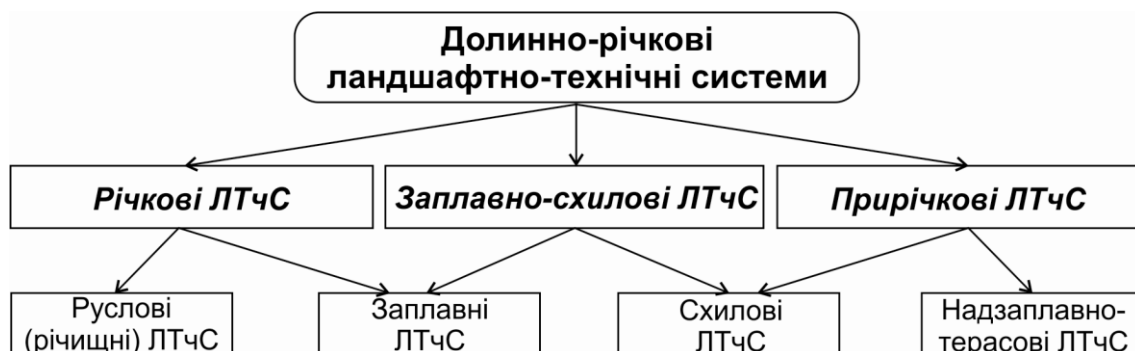 Долинно-річкові
ландшафтно-технічні системи
Річкові ЛТчС
Заплавно-схилові ЛТчС
Прирічкові ЛТчС
Руслові
(річищні) ЛТчС
Заплавні
ЛТчС
Схилові
ЛТчС
Надзаплавно-
терасові ЛТчС